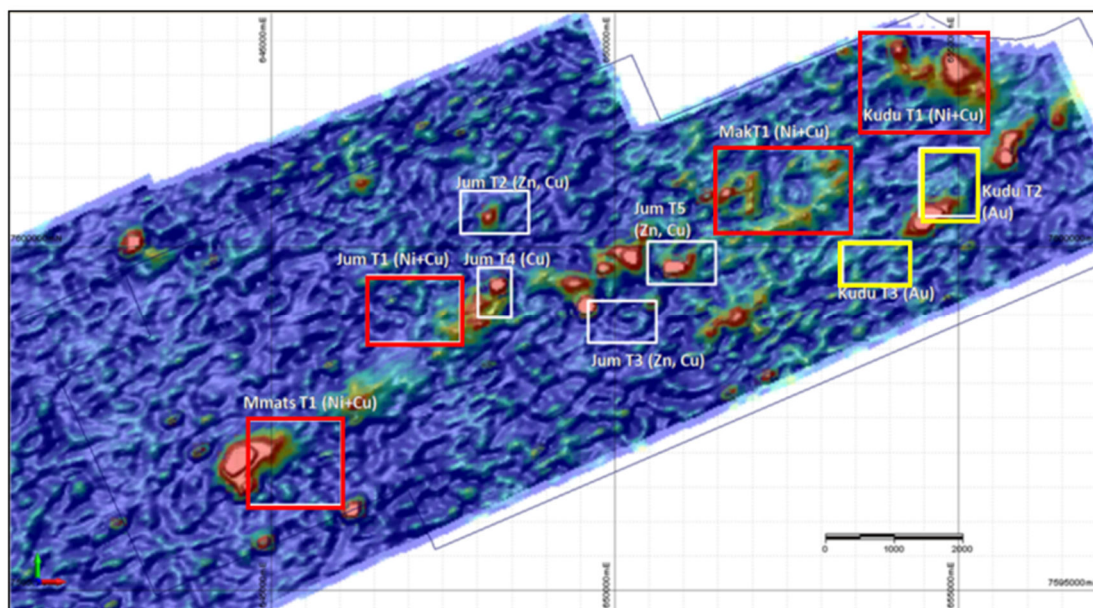 Kudu T1 (Ni+Cu)
MakT1 (Ni+Cu)
Jum T2 (Zn, Cu)
Kudu T2
(Au)
Jum T5
(Zn, Cu)
Jum T1 (Ni+Cu)
Jum T4 (Cu)
Kudu T3 (Au)
Jum T3 (Zn, Cu)
Mmats T1 (Ni+Cu)
0 1000 2000
7595000mN